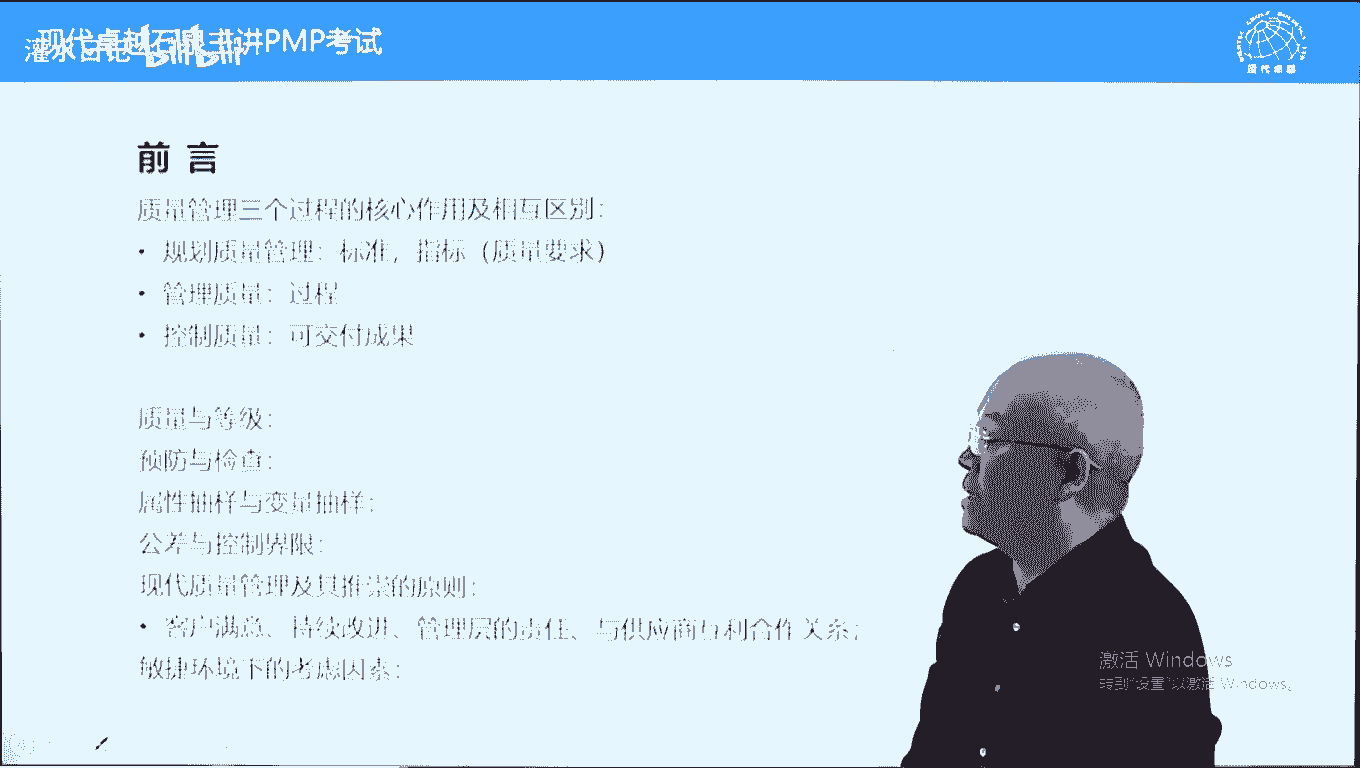 现代卓越石泉主讲PMP考试
灌水日记 bilibili
现代卓越
前 言
质量管理三个过程的核心作用及相互区别：
• 规划质量管理：标准，指标（质量要求）
• 管理质量：过程
• 控制质量：可交付成果
质量与等级：
预防与检查：
属性抽样与变量抽样：
公差与控制界限：
现代质量管理及其推崇的原则：
• 客户满意、持续改进、管理层的责任、与供应商互利合作关系；
敏捷环境下的考虑因素：
激活 Windows
转到"设置"以激活 Windows。